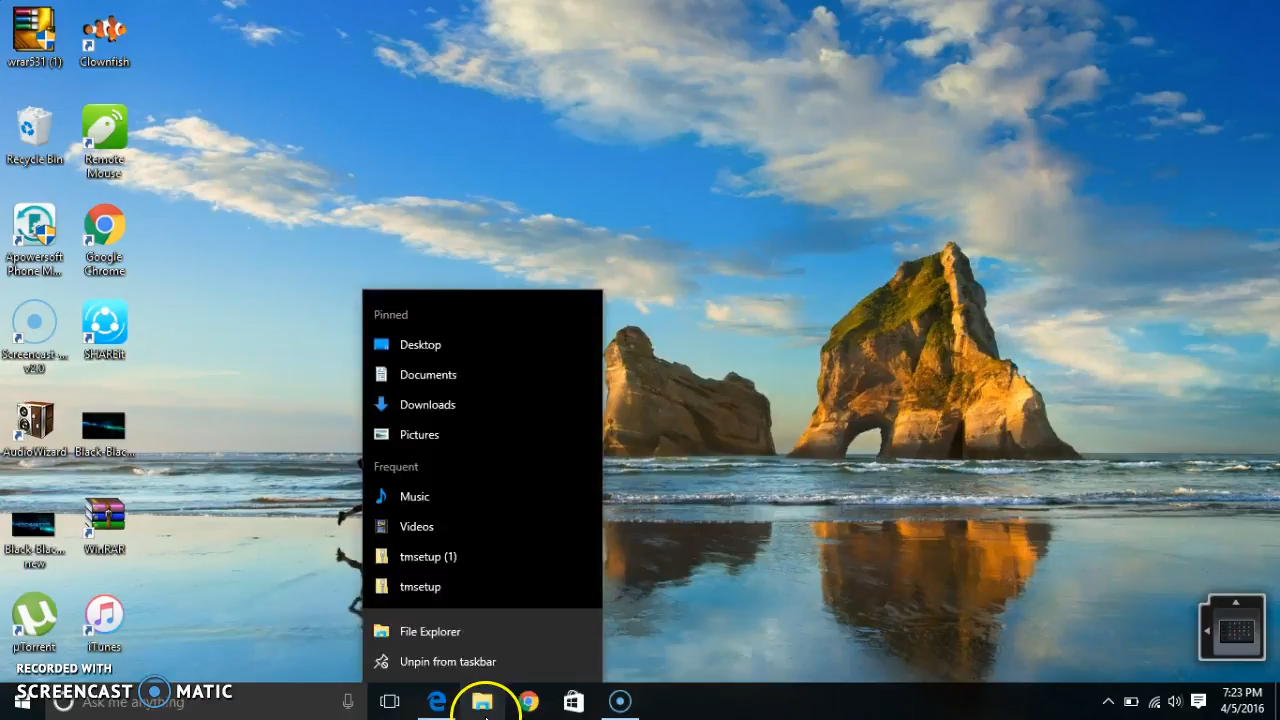 wrar531 (1)
Clownfish
Recycle Bin
Remote
Mouse
Apowersoft
Phone M...
Google
Chrome
Screencast-...
v2.0
SHAREit
AudioWizard
Black-Blac...
Black-Blac...
new
WinRAR
µTorrent
iTunes
Pinned
Desktop
Documents
Downloads
Pictures
Frequent
Music
Videos
tmsetup (1)
tmsetup
File Explorer
Unpin from taskbar
RECORDED WITH
SCREENCAST MATIC
Ask me anything
7:23 PM
4/5/2016